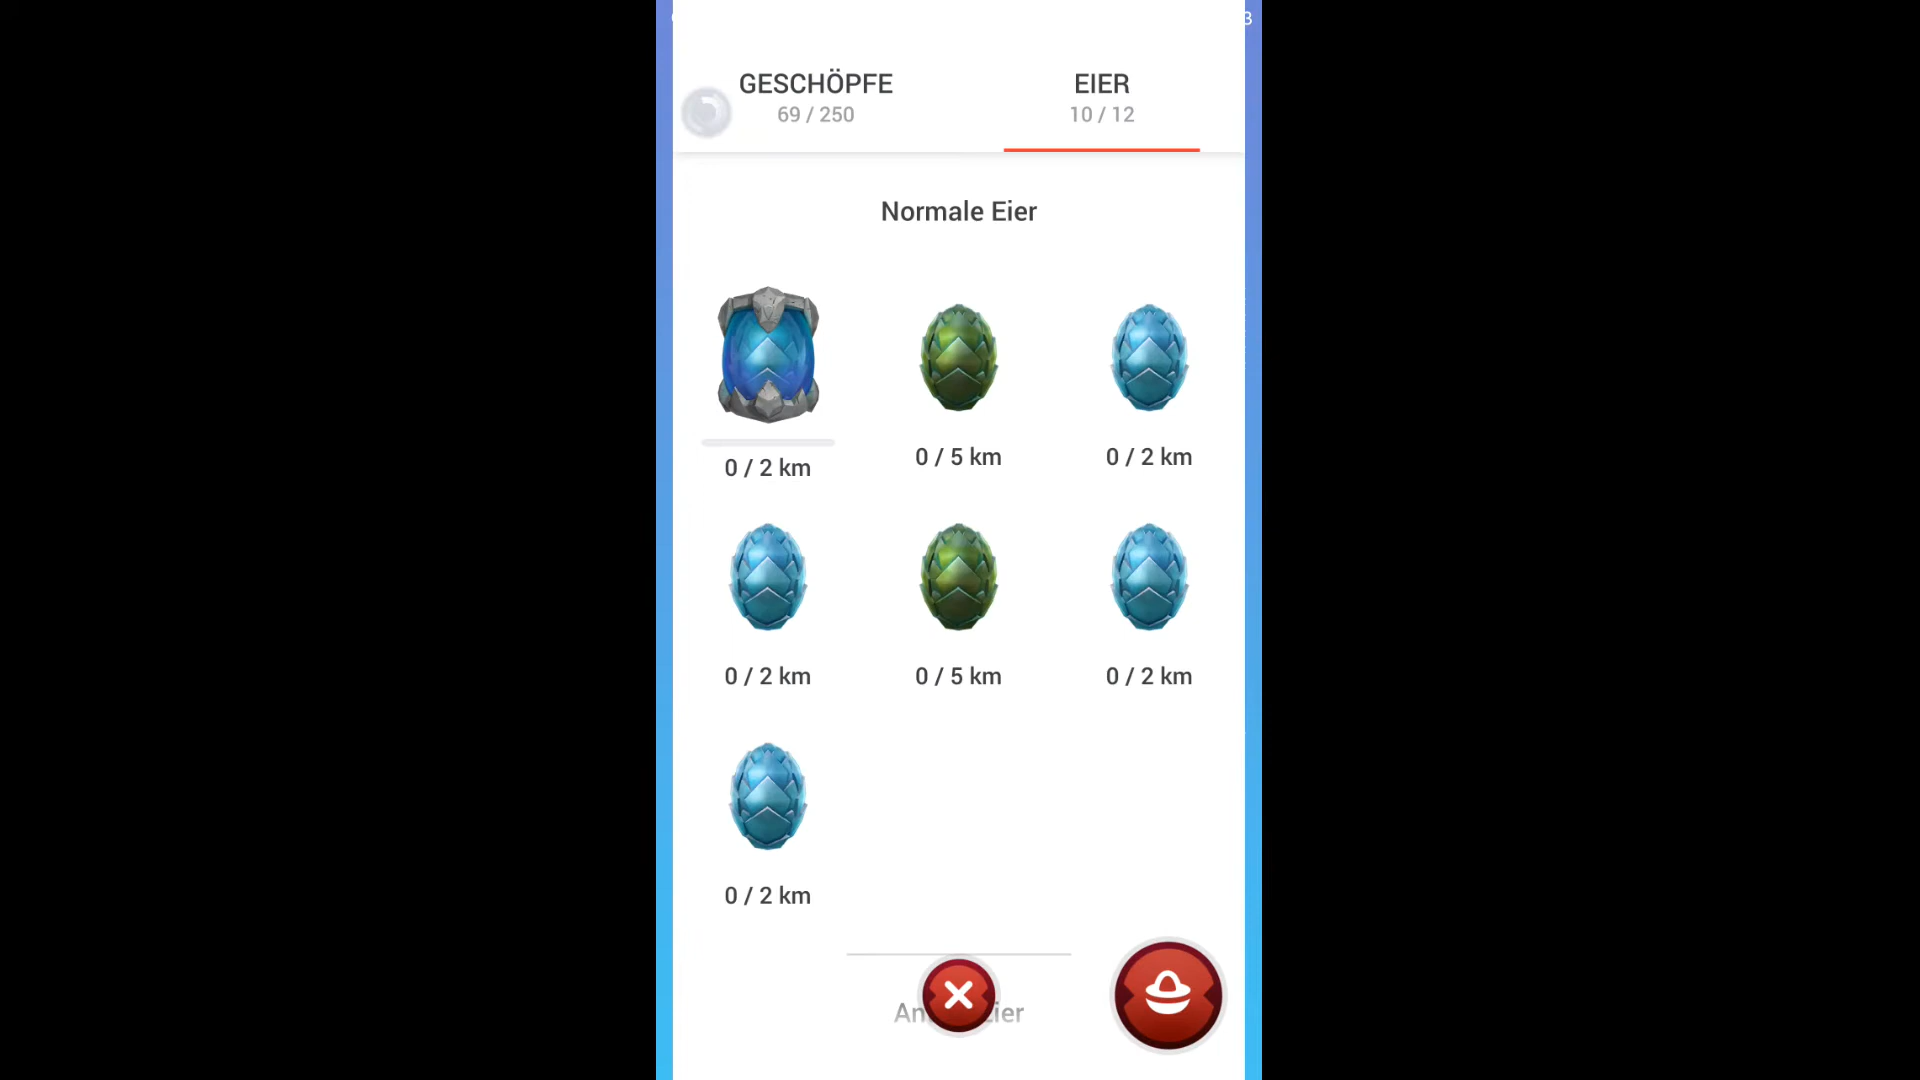 3
GESCHÖPFE
69 / 250
EIER
10 / 12
Normale Eier
0 / 2 km
0 / 5 km
0 / 2 km
0 / 2 km
0 / 5 km
0 / 2 km
0 / 2 km